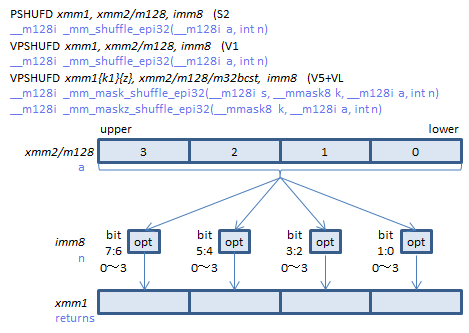 PSHUFD xmm1, xmm2/m128, imm8   (S2
__m128i _mm_shuffle_epi32(__m128i a, int n)
VPSHUFD xmm1, xmm2/m128, imm8   (V1
__m128i _mm_shuffle_epi32(__m128i a, int n)
VPSHUFD xmm1{k1}{z}, xmm2/m128/m32bcst, imm8   (V5+VL
__m128i _mm_mask_shuffle_epi32(__m128i s, __mmask8 k, __m128i a, int n)
__m128i _mm_maskz_shuffle_epi32(__mmask8 k, __m128i a, int n)
upper lower
xmm2/m128 3 2 1 0
a
bit bit bit bit
imm8 opt opt opt opt
n 7:6 5:4 3:2 1:0
0～3 0～3 0～3 0～3
xmm1
returns